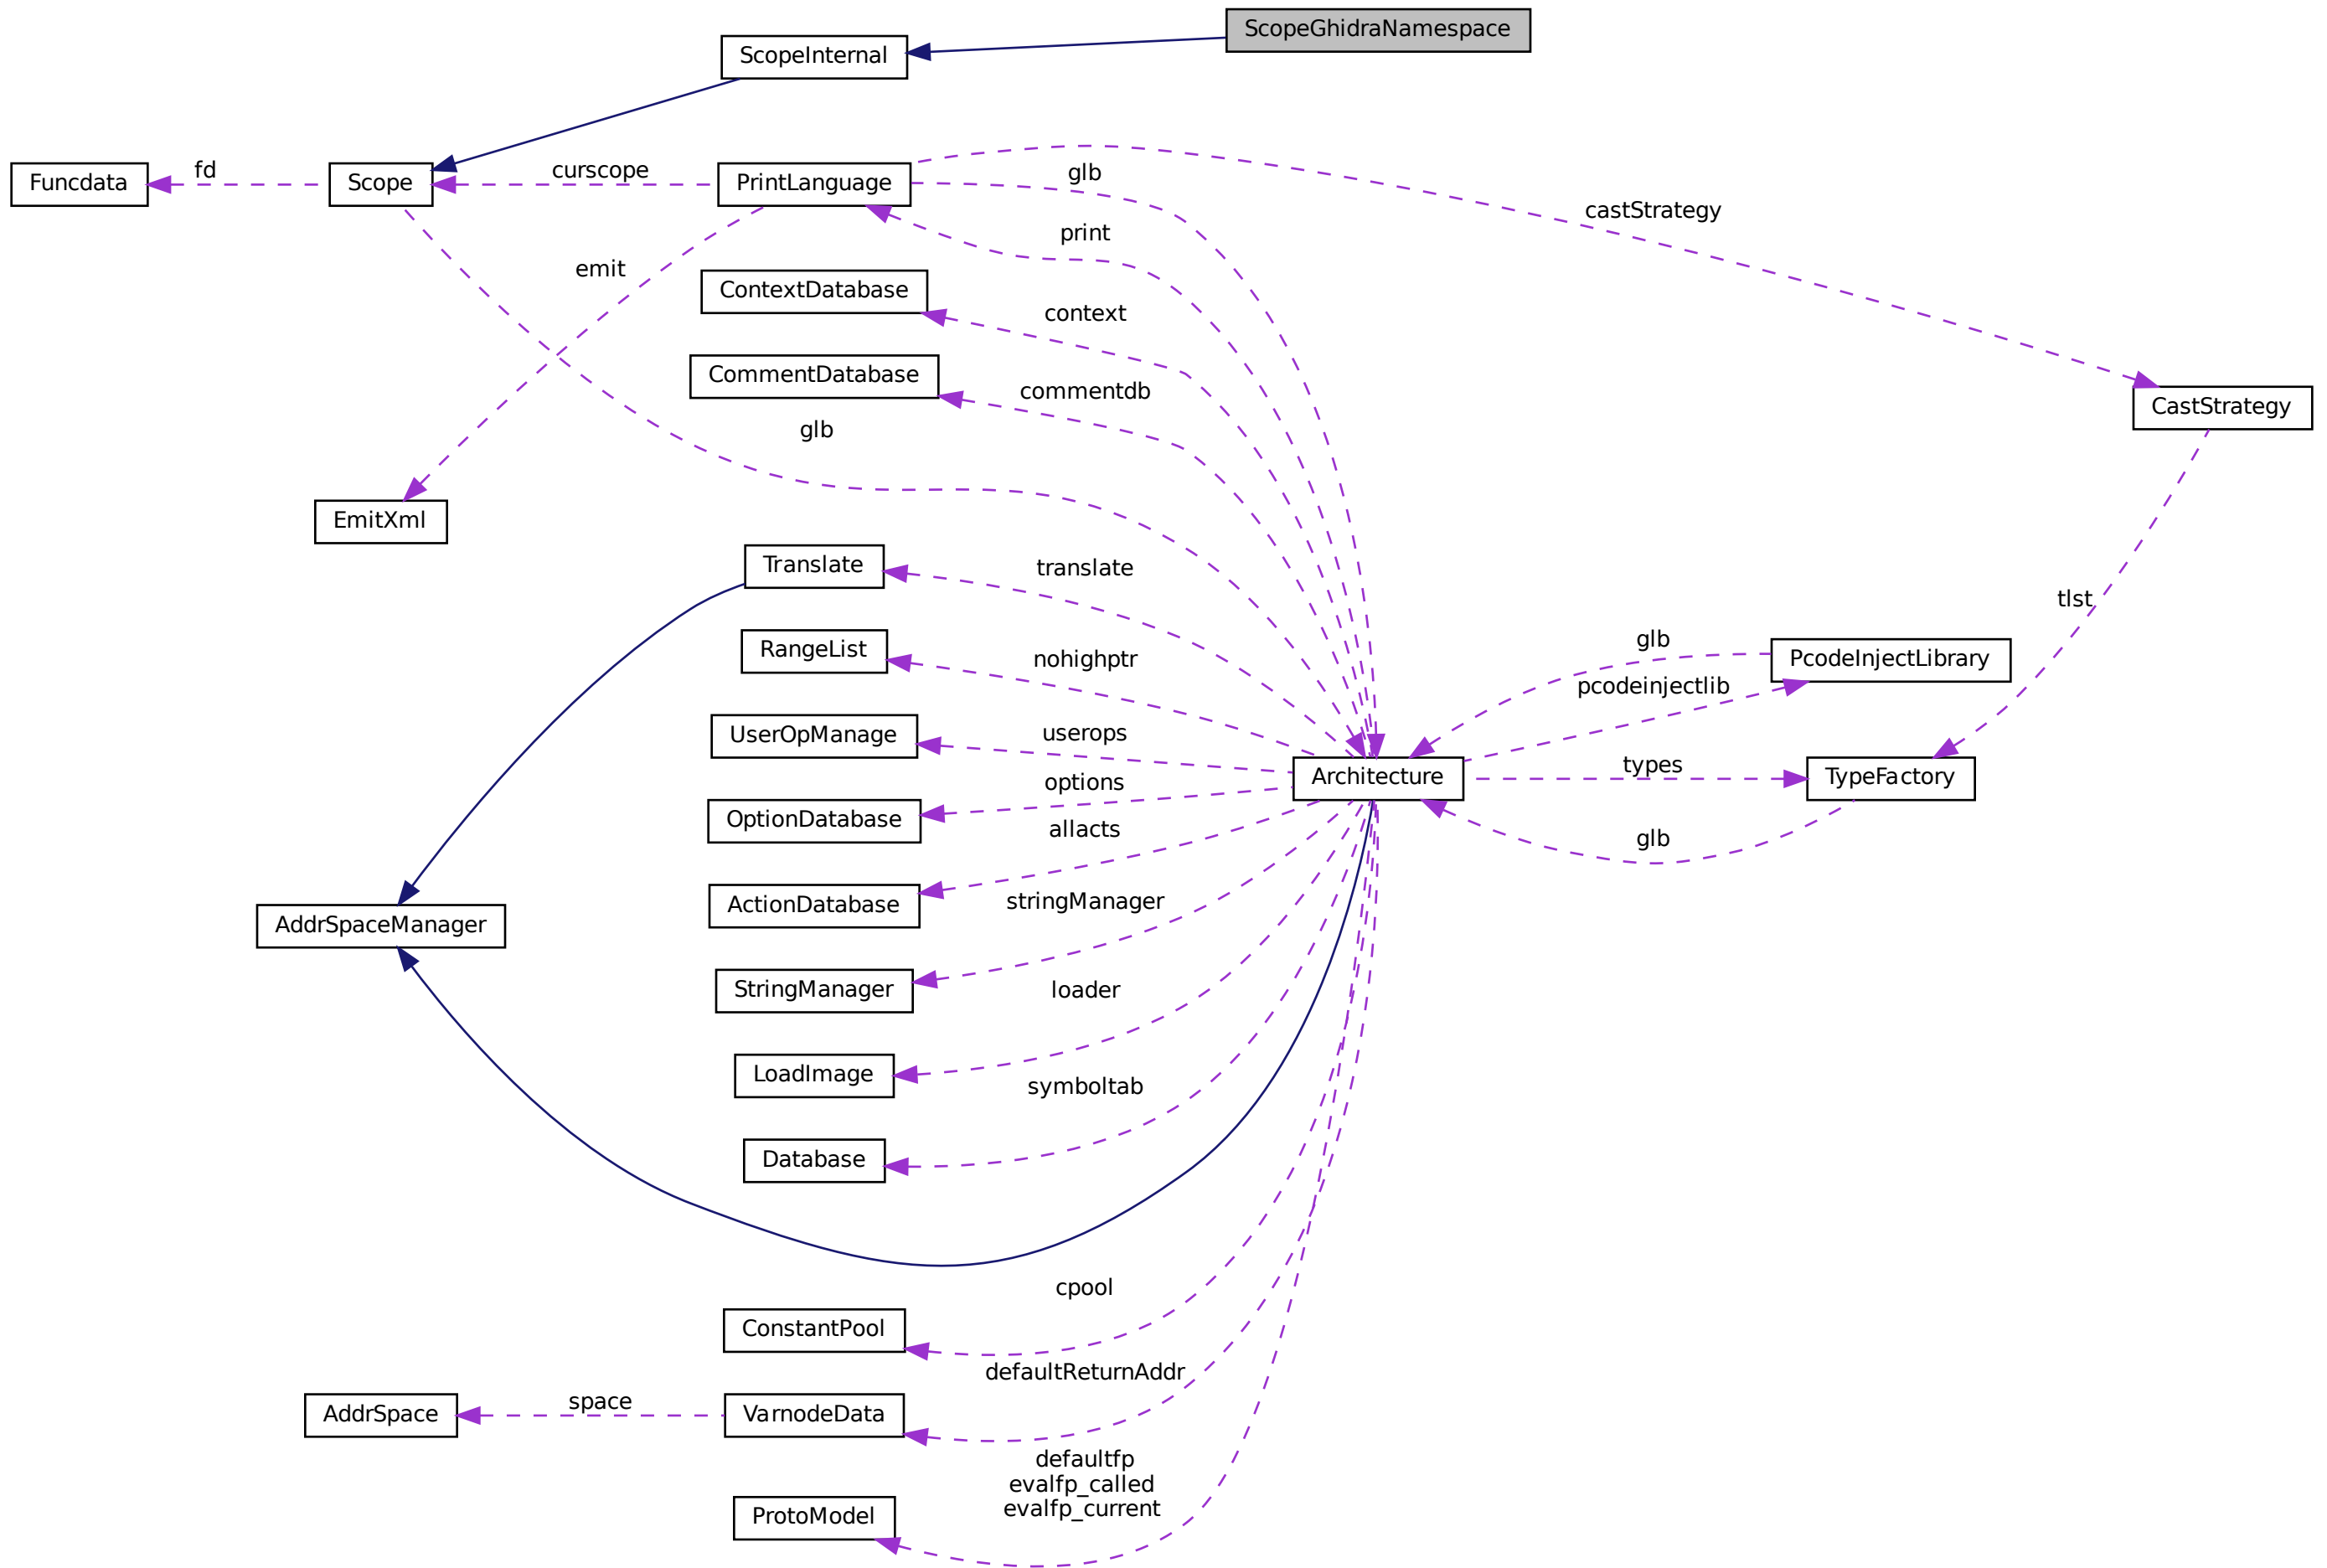 ScopeGhidraNamespace
ScopeInternal
Funcdata
fd
Scope
curscope
PrintLanguage
glb
castStrategy
print
emit
ContextDatabase
context
CommentDatabase
commentdb
CastStrategy
glb
EmitXml
Translate
translate
tlst
RangeList
nohighptr
glb
PcodeInjectLibrary
pcodeinjectlib
UserOpManage
userops
Architecture
types
TypeFactory
options
OptionDatabase
allacts
glb
ActionDatabase
stringManager
AddrSpaceManager
StringManager
loader
LoadImage
symboltab
Database
cpool
ConstantPool
defaultReturnAddr
AddrSpace
space
VarnodeData
defaultfp
evalfp_called
evalfp_current
ProtoModel